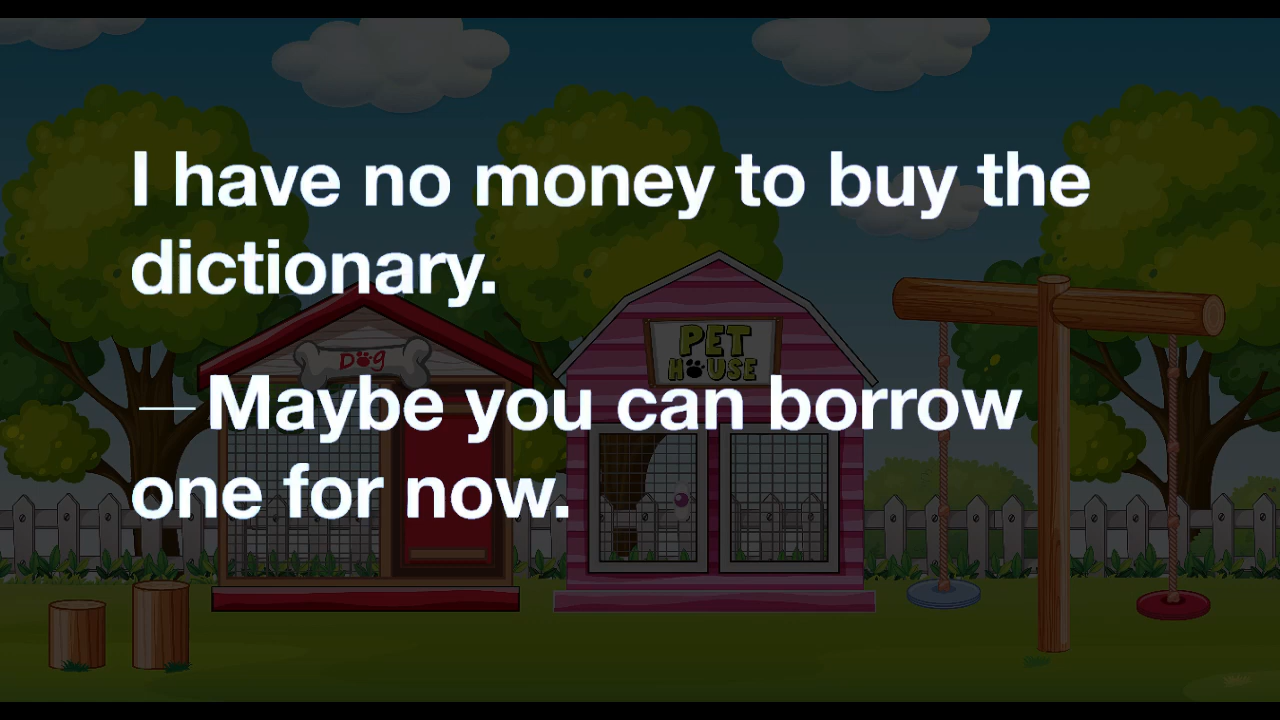 I have no money to buy the
dictionary.
—Maybe you can borrow
one for now.
Dog
PET
HOUSE